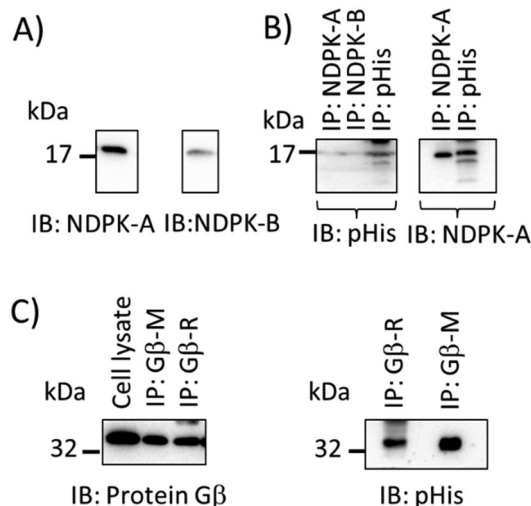 A)
kDa
17
IB: NDPK-A
IB:NDPK-B
B)
IP: NDPK-A
IP: NDPK-B
IP: pHis
17
IB: pHis
IP: NDPK-A
IP: pHis
IB: NDPK-A
C)
kDa
Cell lysate
IP: Gβ-M
IP: Gβ-R
32
IB: Protein Gβ
kDa
IP: Gβ-R
IP: Gβ-M
32
IB: pHis